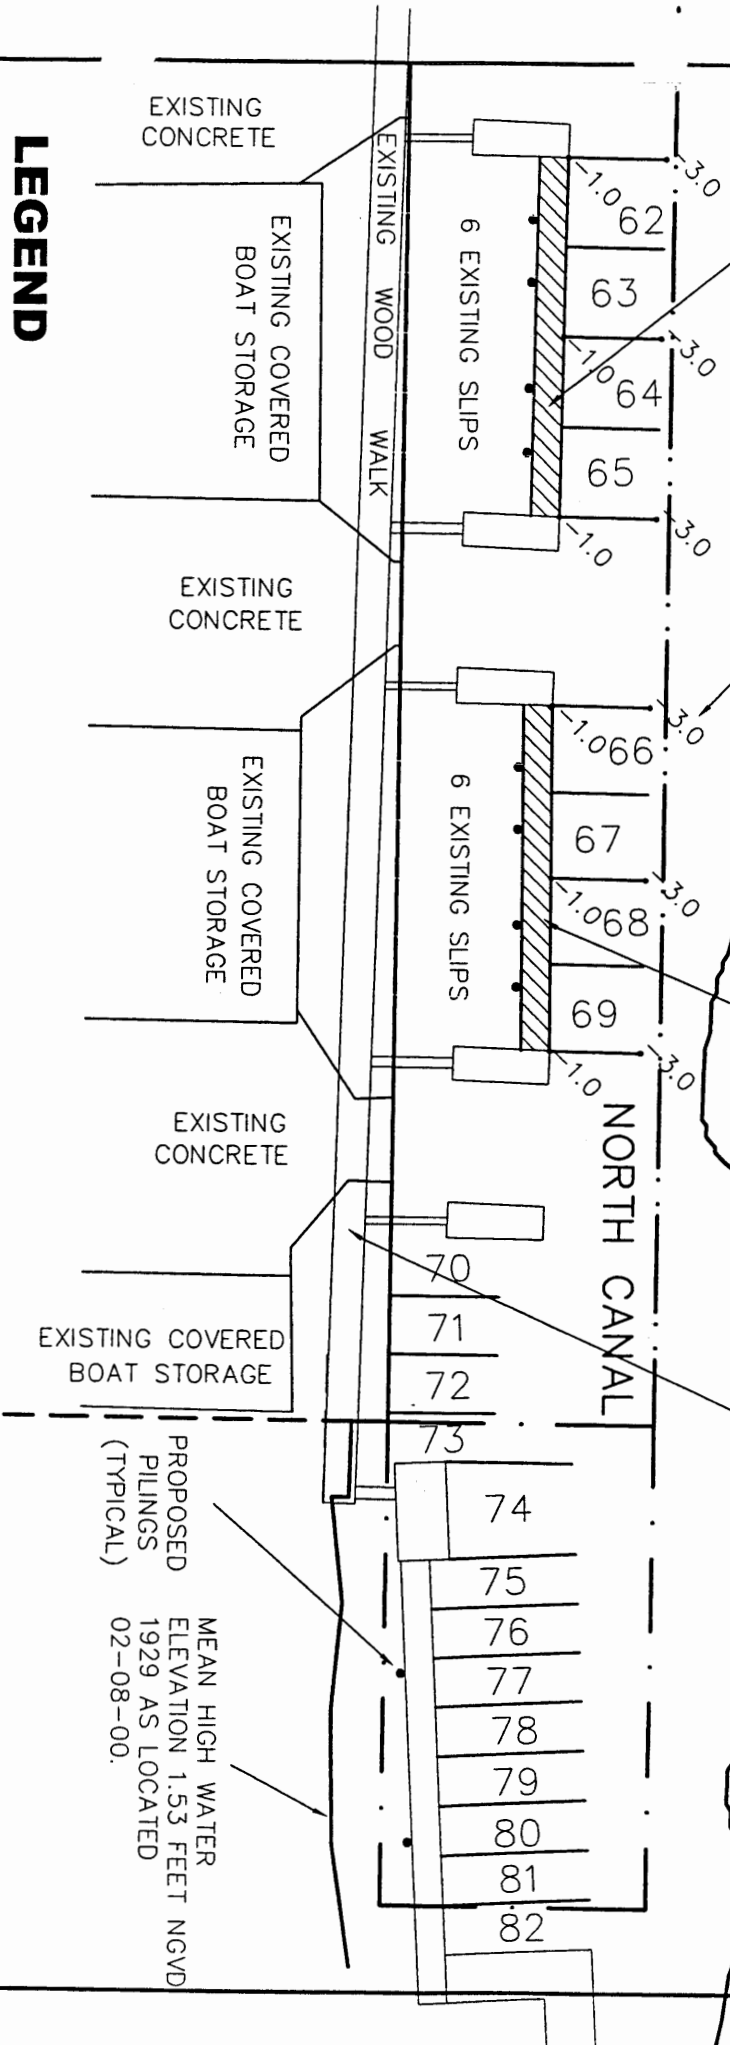 EXISTING
CONCRETE
LEGEND
EXISTING COVERED
BOAT STORAGE
EXISTING WOOD WALK
6 EXISTING SLIPS
-1.0
-3.0
62
63
-1.0
-3.0
64
65
-1.0
-3.0
EXISTING
CONCRETE
EXISTING COVERED
BOAT STORAGE
6 EXISTING SLIPS
-1.0
-3.0
66
67
-1.0
-3.0
68
69
-1.0
-3.0
NORTH CANAL
EXISTING
CONCRETE
EXISTING COVERED
BOAT STORAGE
70
71
72
73
74
75
76
77
78
79
80
81
82
PROPOSED
PILINGS
(TYPICAL)
MEAN HIGH WATER
ELEVATION 1.53 FEET NGVD
1929 AS LOCATED
02-08-00.